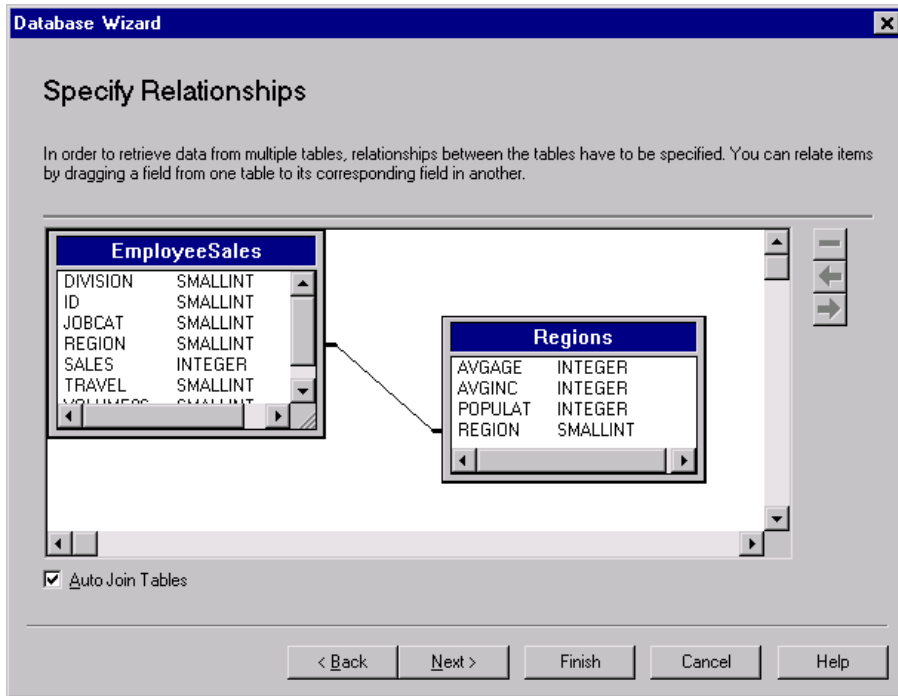 Database Wizard
Specify Relationships
In order to retrieve data from multiple tables, relationships between the tables have to be specified. You can relate items
by dragging a field from one table to its corresponding field in another.
EmployeeSales
DIVISION SMALLINT
ID SMALLINT
JOBCAT SMALLINT
REGION SMALLINT
SALES INTEGER
TRAVEL SMALLINT
Regions
AVGAGE INTEGER
AVGINC INTEGER
POPULAT INTEGER
REGION SMALLINT
Auto Join Tables
< Back Next > Finish Cancel Help